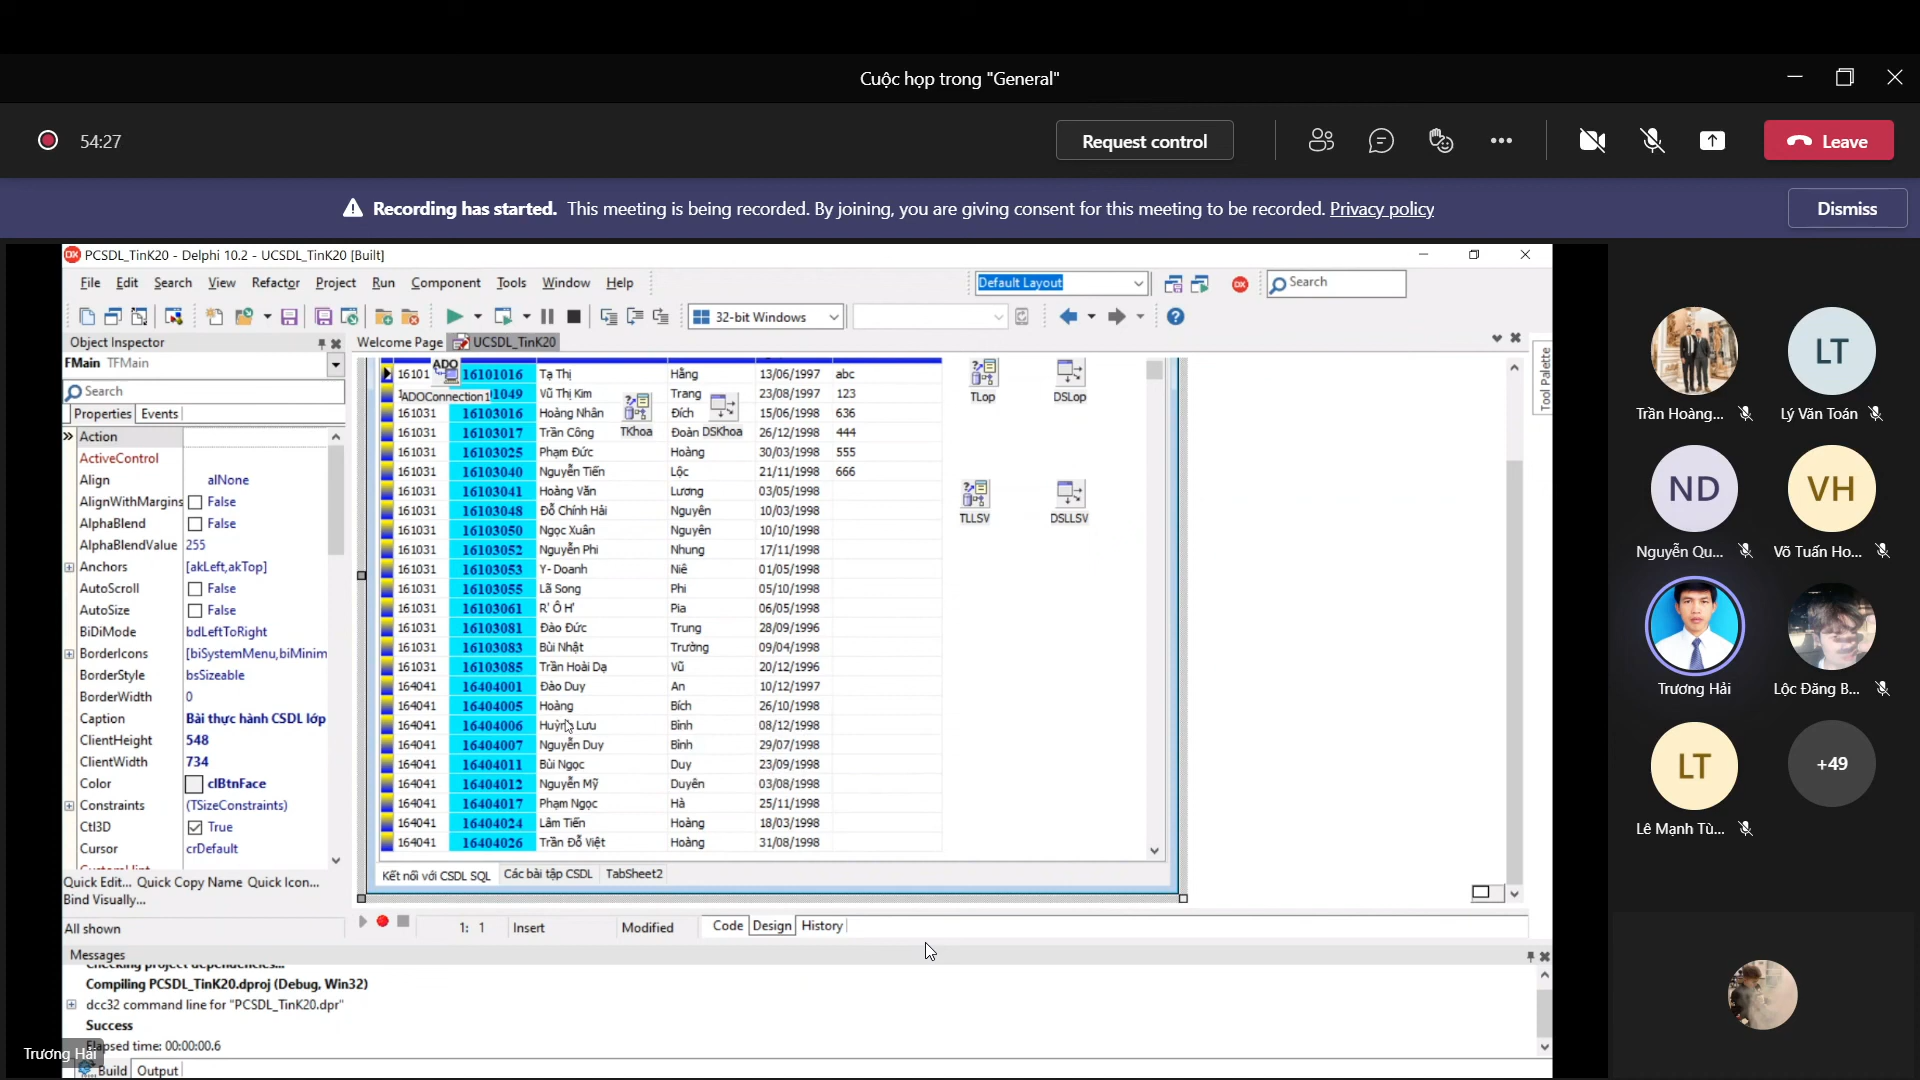 Cuộc họp trong "General"
54:27
Request control
Leave
Recording has started. This meeting is being recorded. By joining, you are giving consent for this meeting to be recorded. Privacy policy
Dismiss
PCSDL_TinK20 - Delphi 10.2 - UCSDL_TinK20 [Built]
File Edit Search View Refactor Project Run Component Tools Window Help
Default Layout
Search
32-bit Windows
Object Inspector
Welcome Page UCSDL_TinK20
FMain TFMain
Search
Properties Events
Action
ActiveControl
Align alNone
AlignWithMargins False
AlphaBlend False
AlphaBlendValue 255
Anchors [akLeft,akTop]
AutoScroll False
AutoSize False
BiDiMode bdLeftToRight
BorderIcons [biSystemMenu,biMinim
BorderStyle bsSizeable
BorderWidth 0
Caption Bài thực hành CSDL lớp
ClientHeight 548
ClientWidth 734
Color clBtnFace
Constraints (TSizeConstraints)
Ctl3D True
Cursor crDefault
Quick Edit... Quick Copy Name Quick Icon...
Bind Visually...
All shown
16101 16101016 Tạ Thị Hằng 13/06/1997 abc
ADO
ADOConnection1 1049 Vũ Thị Kim Trang 23/08/1997 123
161031 16103016 Hoàng Nhân Đích 15/06/1998 636
161031 16103017 Trần Công Đoàn 26/12/1998 444
TKhoa DSKhoa
161031 16103025 Phạm Đức Hoàng 30/03/1998 555
161031 16103040 Nguyễn Tiến Lộc 21/11/1998 666
161031 16103041 Hoàng Văn Lương 03/05/1998
161031 16103048 Đỗ Chính Hải Nguyên 10/03/1998
161031 16103050 Ngọc Xuân Nguyên 10/10/1998
161031 16103052 Nguyễn Phi Nhung 17/11/1998
161031 16103053 Y- Doanh Niê 01/05/1998
161031 16103055 Lã Song Phi 05/10/1998
161031 16103061 R' Ô H' Pia 06/05/1998
161031 16103081 Đào Đức Trung 28/09/1996
161031 16103083 Bùi Nhật Trường 09/04/1998
161031 16103085 Trần Hoài Dạ Vũ 20/12/1996
164041 16404001 Đào Duy An 10/12/1997
164041 16404005 Hoàng Bích 26/10/1998
164041 16404006 Huỳnh Lưu Bình 08/12/1998
164041 16404007 Nguyễn Duy Bình 29/07/1998
164041 16404011 Bùi Ngọc Duy 23/09/1998
164041 16404012 Nguyễn Mỹ Duyên 03/08/1998
164041 16404017 Phạm Ngọc Hà 25/11/1998
164041 16404024 Lâm Tiến Hoàng 18/03/1998
164041 16404026 Trần Đỗ Việt Hoàng 31/08/1998
TLop DSLop
TLLSV DSLLSV
Tool Palette
Kết nối với CSDL SQL Các bài tập CSDL TabSheet2
1: 1 Insert Modified Code Design History
Messages
Checking project dependencies...
Compiling PCSDL_TinK20.dproj (Debug, Win32)
dcc32 command line for "PCSDL_TinK20.dpr"
Success
Elapsed time: 00:00:00.6
Build Output
Trương Hải
Trần Hoàng... LT Lý Văn Toán
ND Nguyễn Qu... VH Võ Tuấn Ho...
Trương Hải Lộc Đăng B...
LT Lê Mạnh Tù... +49